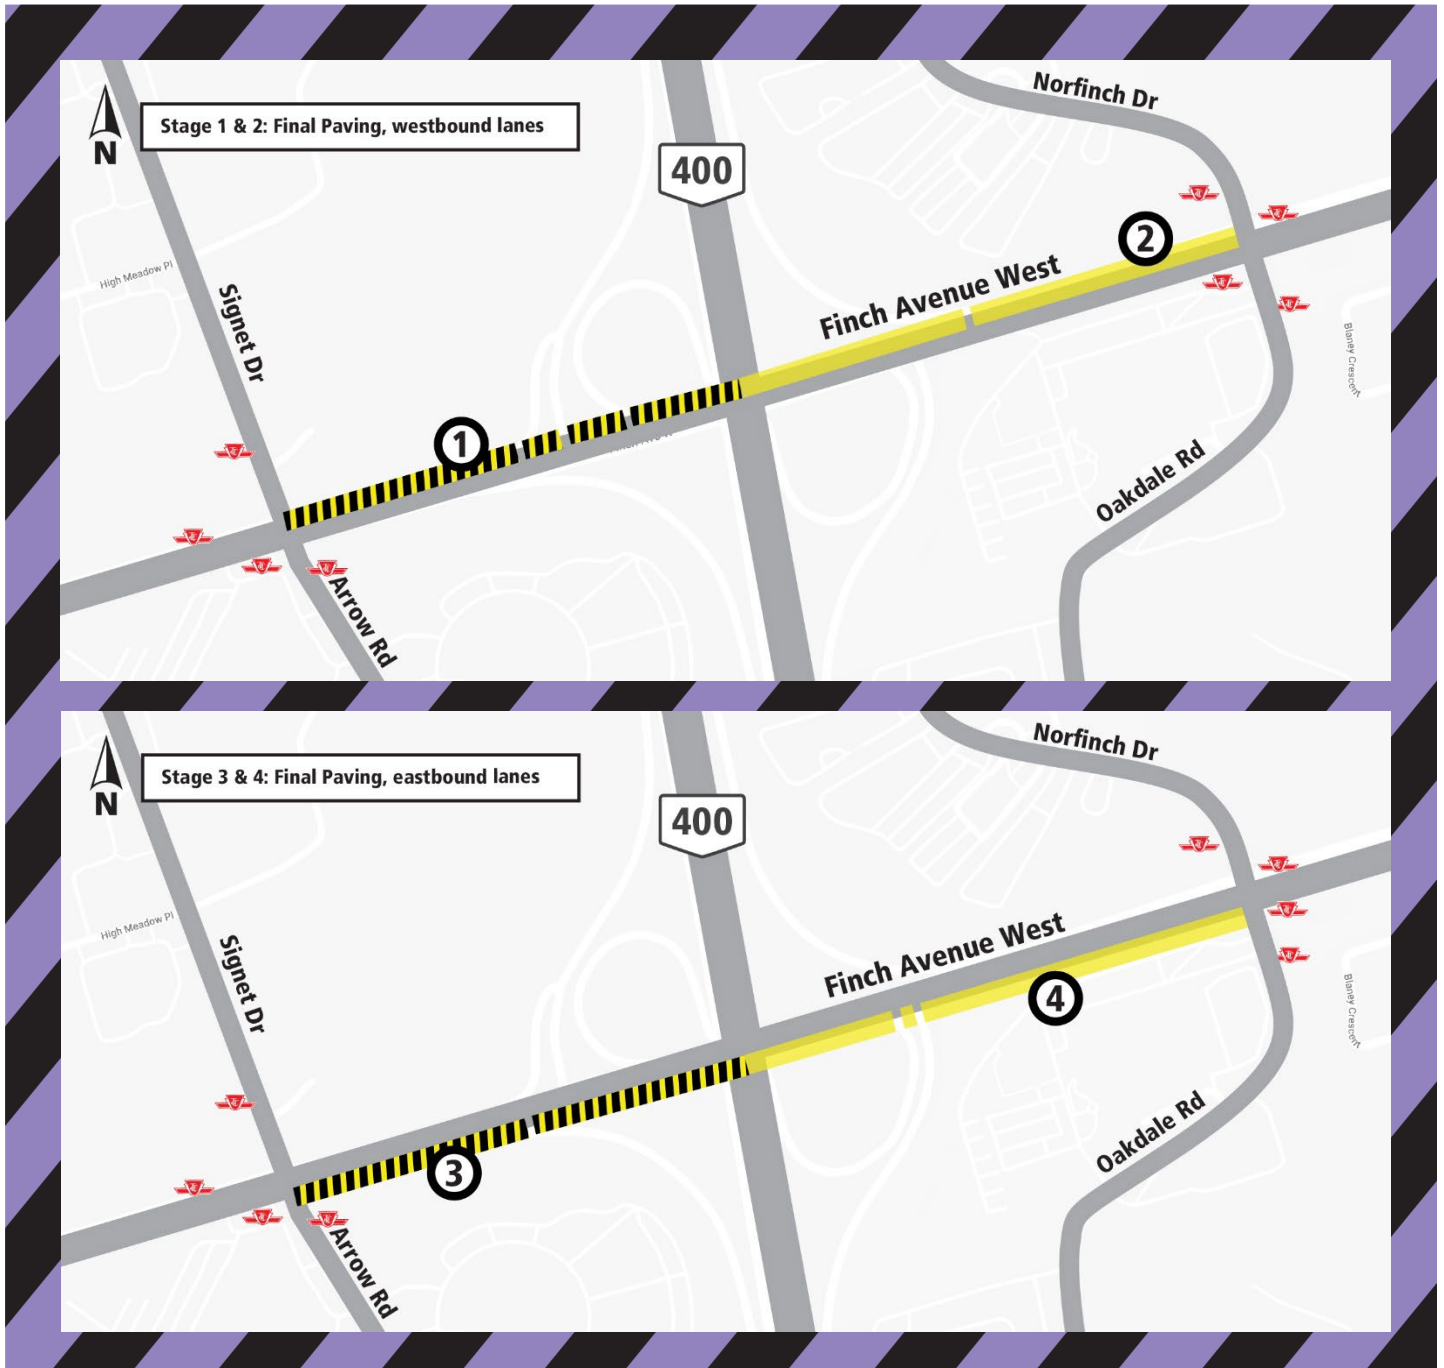 Stage 1 & 2: Final Paving, westbound lanes
N
400
Norfinch Dr
High Meadow Pl
Signet Dr
Finch Avenue West
2
1
Blaney Crescent
Oakdale Rd
Arrow Rd
Stage 3 & 4: Final Paving, eastbound lanes
N
400
Norfinch Dr
High Meadow Pl
Signet Dr
Finch Avenue West
4
3
Blaney Crescent
Oakdale Rd
Arrow Rd